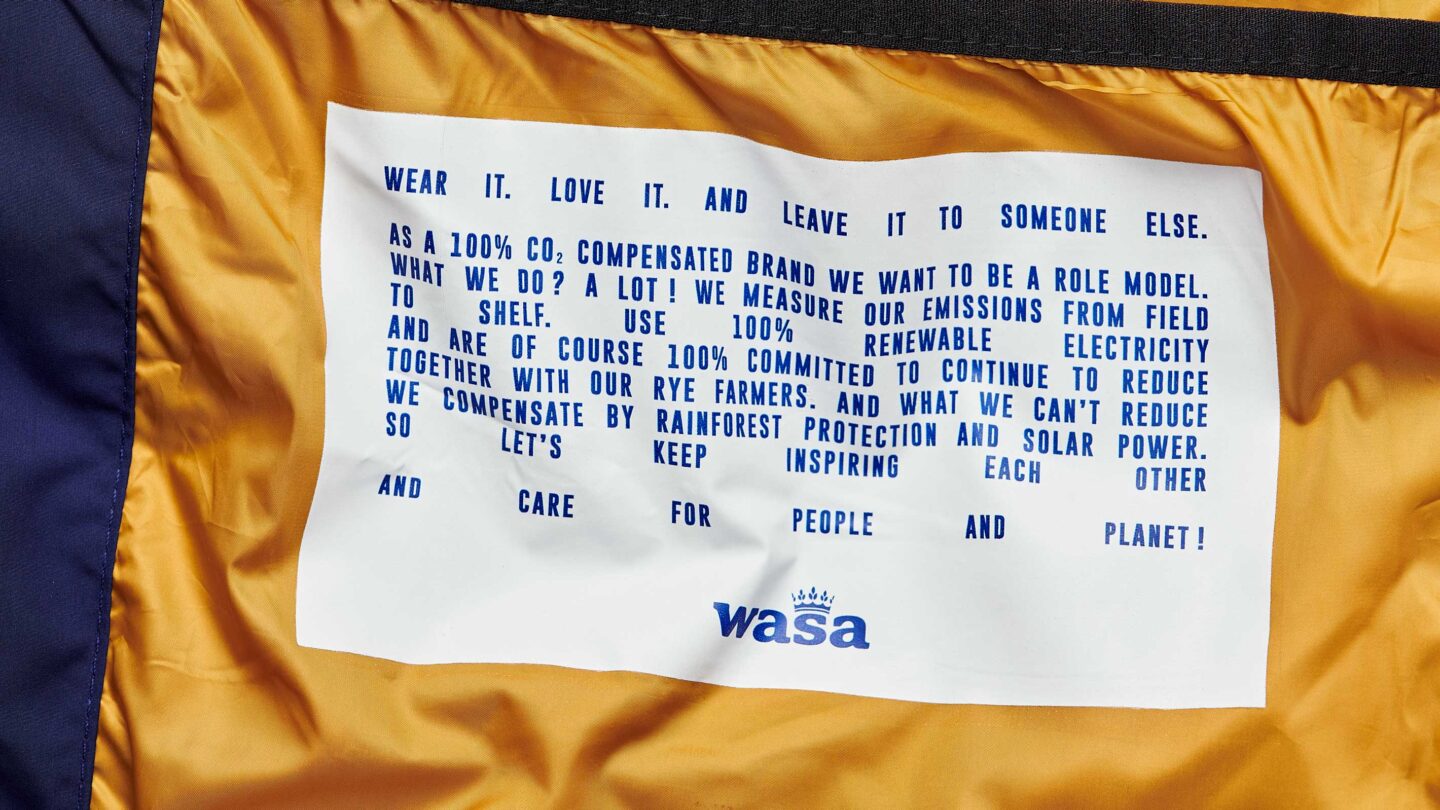 WEAR IT. LOVE IT. AND LEAVE IT TO SOMEONE ELSE.
AS A 100% CO₂ COMPENSATED BRAND WE WANT TO BE A ROLE MODEL.
WHAT WE DO? A LOT! WE MEASURE OUR EMISSIONS FROM FIELD
TO SHELF. USE 100% RENEWABLE ELECTRICITY
AND ARE OF COURSE 100% COMMITTED TO CONTINUE TO REDUCE
TOGETHER WITH OUR RYE FARMERS. AND WHAT WE CAN'T REDUCE
WE COMPENSATE BY RAINFOREST PROTECTION AND SOLAR POWER.
SO LET'S KEEP INSPIRING EACH OTHER
AND CARE FOR PEOPLE AND PLANET!
wasa